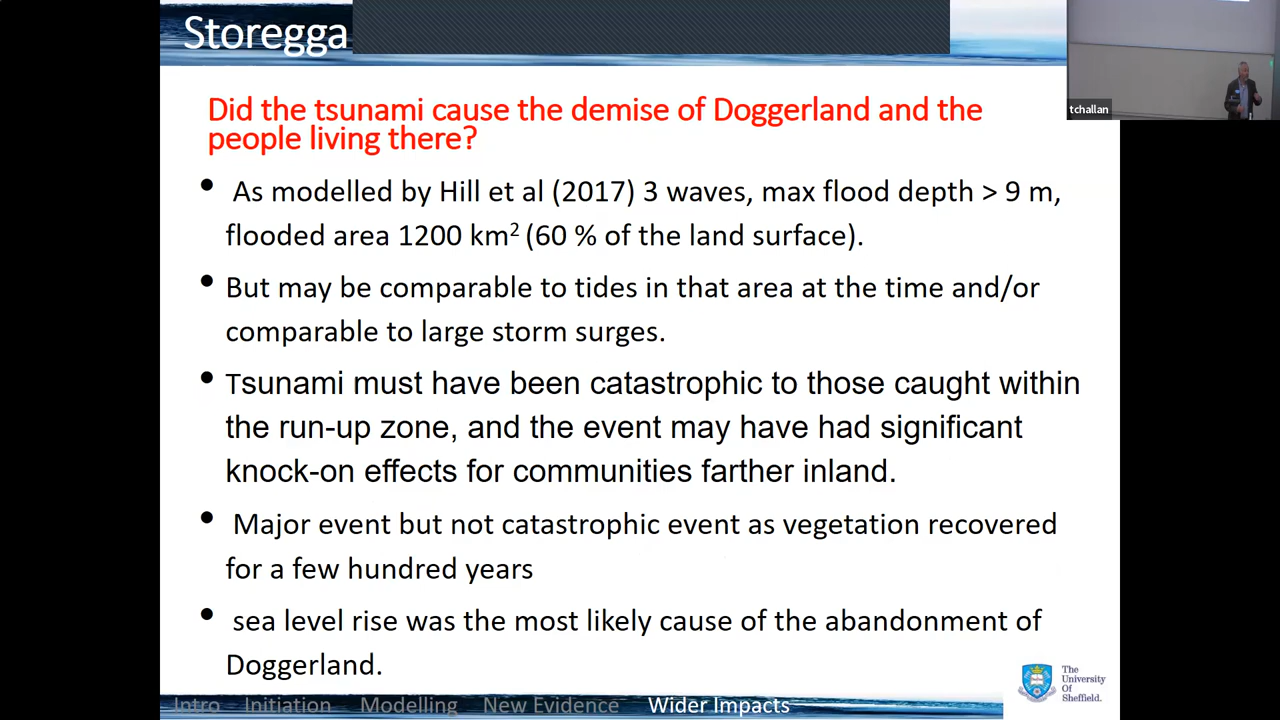 Storegga
tchallan
Did the tsunami cause the demise of Doggerland and the
people living there?
• As modelled by Hill et al (2017) 3 waves, max flood depth > 9 m,
flooded area 1200 km² (60 % of the land surface).
• But may be comparable to tides in that area at the time and/or
comparable to large storm surges.
• Tsunami must have been catastrophic to those caught within
the run-up zone, and the event may have had significant
knock-on effects for communities farther inland.
• Major event but not catastrophic event as vegetation recovered
for a few hundred years
• sea level rise was the most likely cause of the abandonment of
Doggerland.
The
University
Of
Sheffield.
Intro Initiation Modelling New Evidence Wider Impacts